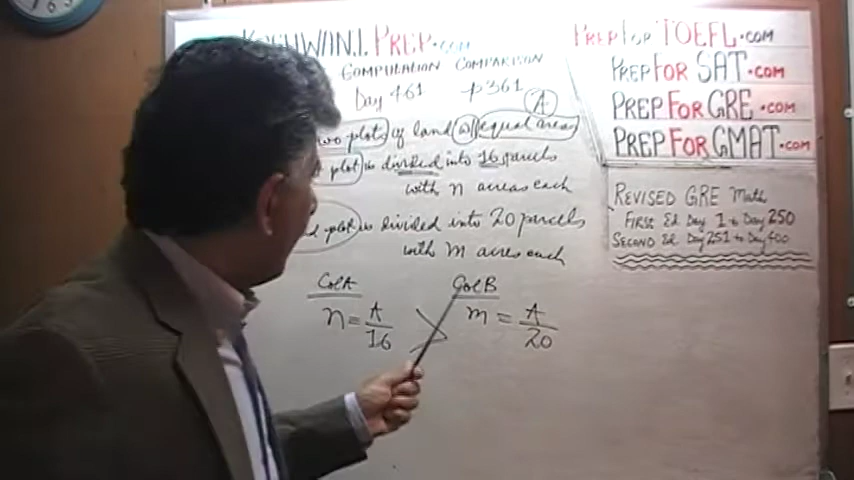 PREP.COM
COMPUTATION COMPARISON
Day 461 p361
A
two plots of land w/ equal areas
plot is divided into 16 parcels
with n areas each
plot is divided into 20 parcels
with m acres each
Col A Col B
n = A/16 m = A/20
PREP FOR TOEFL.COM
PREP FOR SAT.COM
PREP FOR GRE.COM
PREP FOR GMAT.COM
REVISED GRE Math
FIRST Ed Day 1 to Day 250
SECOND Ed Day 251 to Day 400